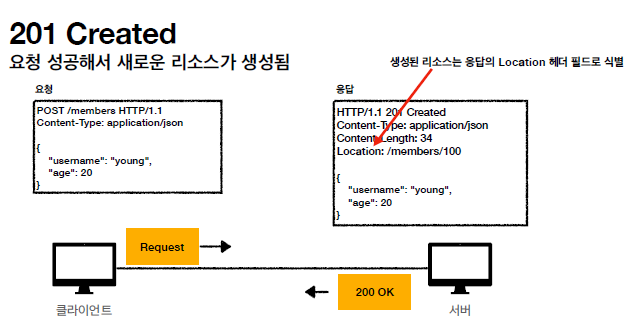 201 Created
요청 성공해서 새로운 리소스가 생성됨
생성된 리소스는 응답의 Location 헤더 필드로 식별
요청
POST /members HTTP/1.1
Content-Type: application/json
{
"username": "young",
"age": 20
}
응답
HTTP/1.1 201 Created
Content-Type: application/json
Content-Length: 34
Location: /members/100
{
"username": "young",
"age": 20
}
Request
200 OK
클라이언트
서버